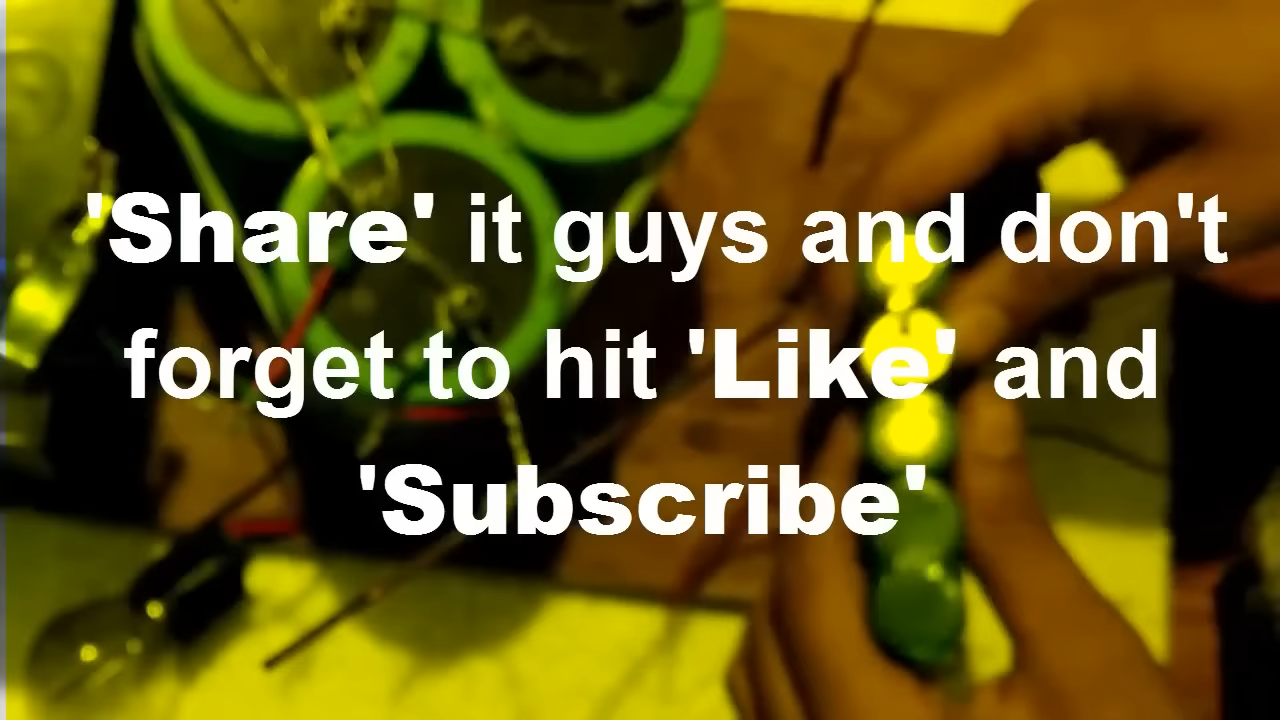 'Share' it guys and don't
forget to hit 'Like' and
'Subscribe'